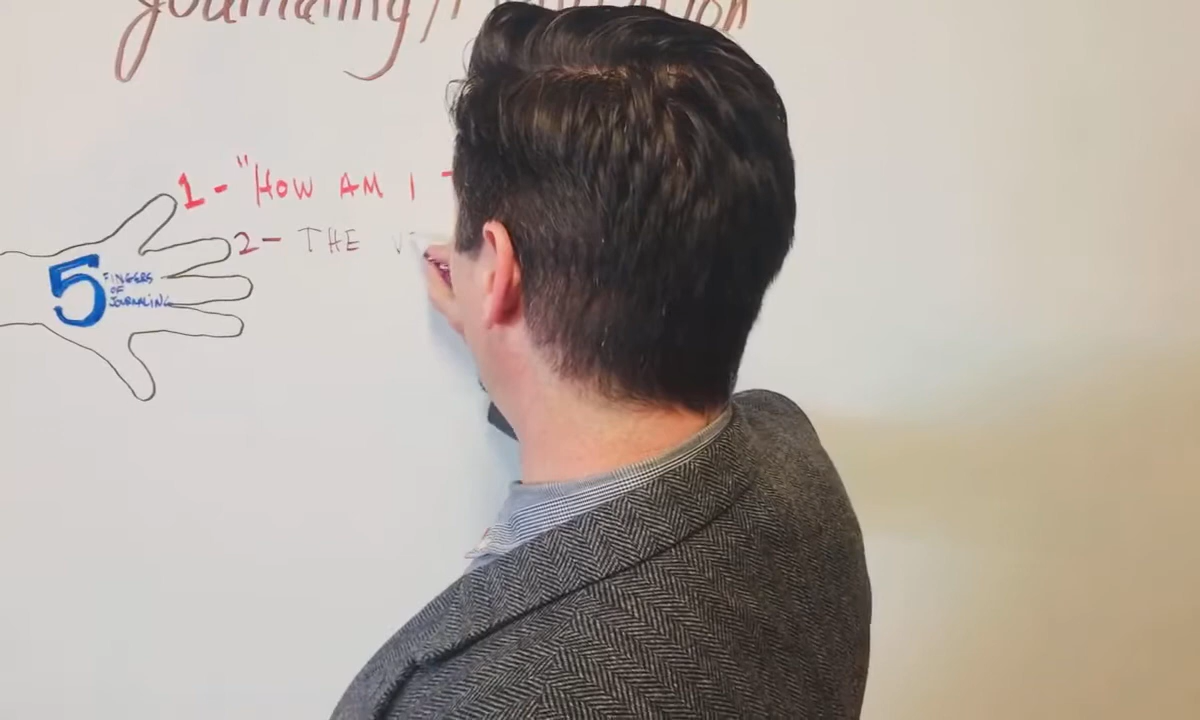 Journaling/
1 - "HOW AM I
2 - THE
5 FINGERS
OF
JOURNALING